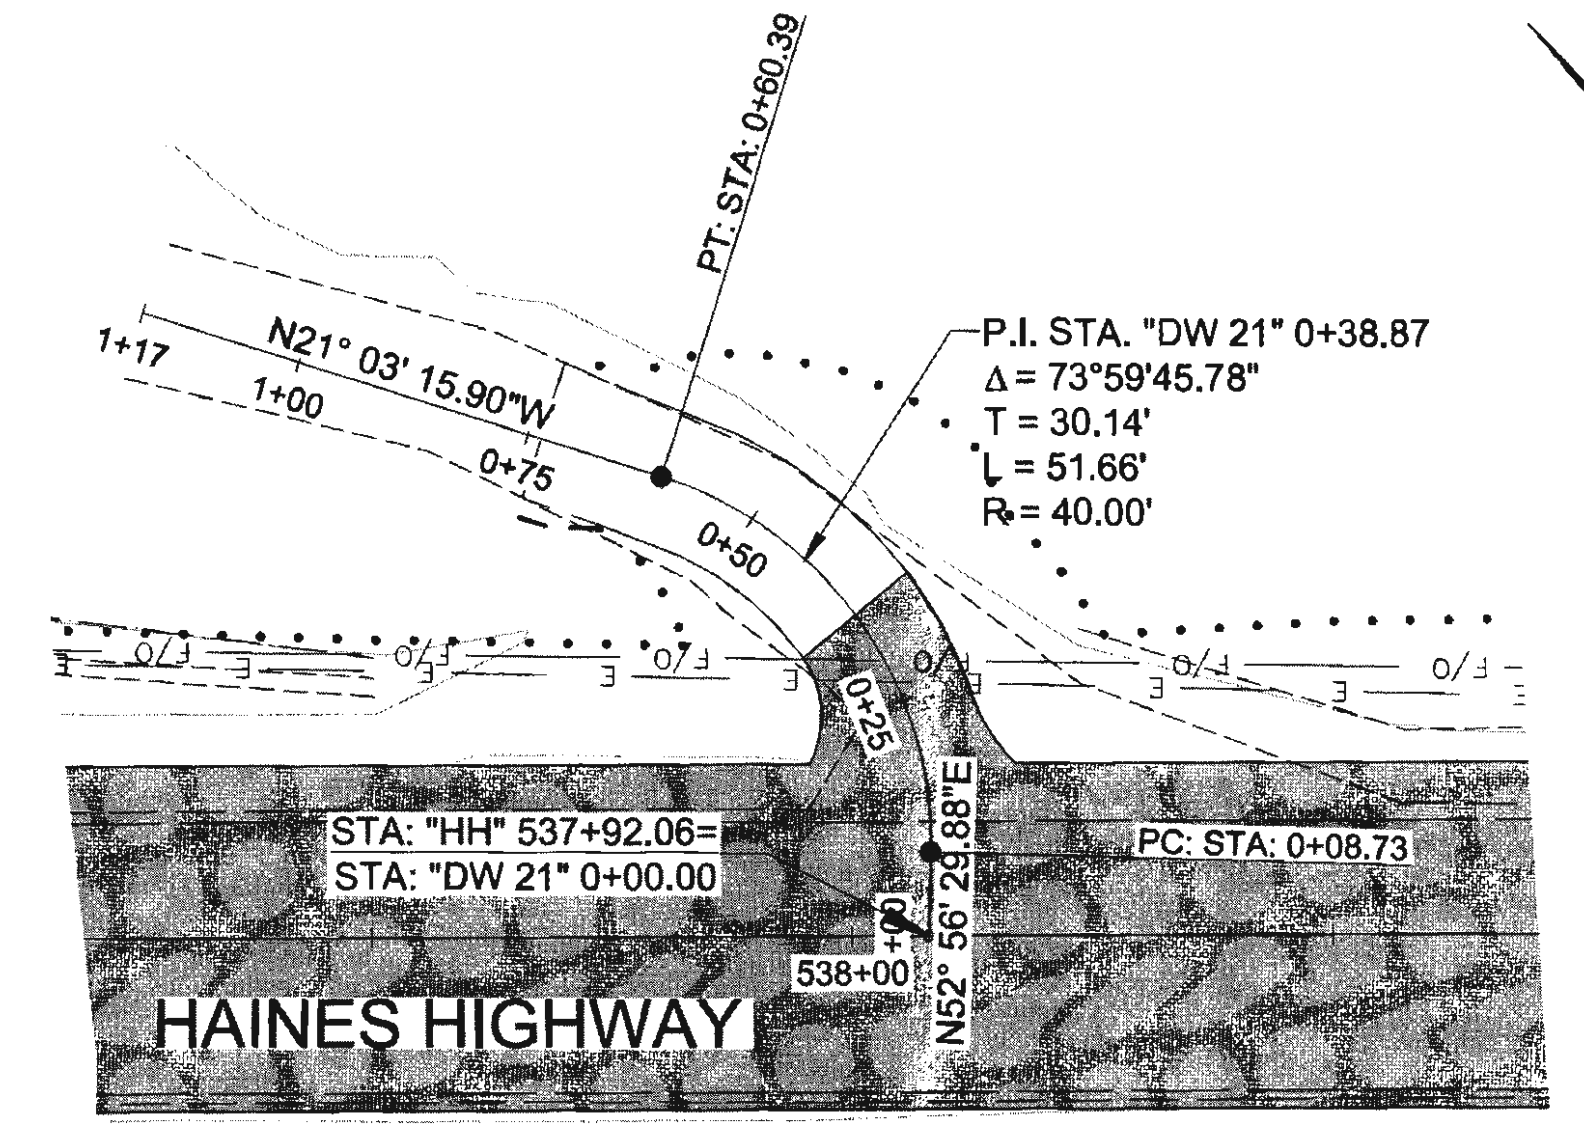 PT: STA: 0+60.39
P.I. STA. "DW 21" 0+38.87
Δ = 73°59'45.78"
T = 30.14'
L = 51.66'
R = 40.00'
N21° 03' 15.90"W
1+17
1+00
0+75
0+50
0+25
F/O F/O F/O F/O F/O F/O
E E E E E E E E
STA: "HH" 537+92.06=
STA: "DW 21" 0+00.00
PC: STA: 0+08.73
N52° 56' 29.88"E
+00
538+00
HAINES HIGHWAY